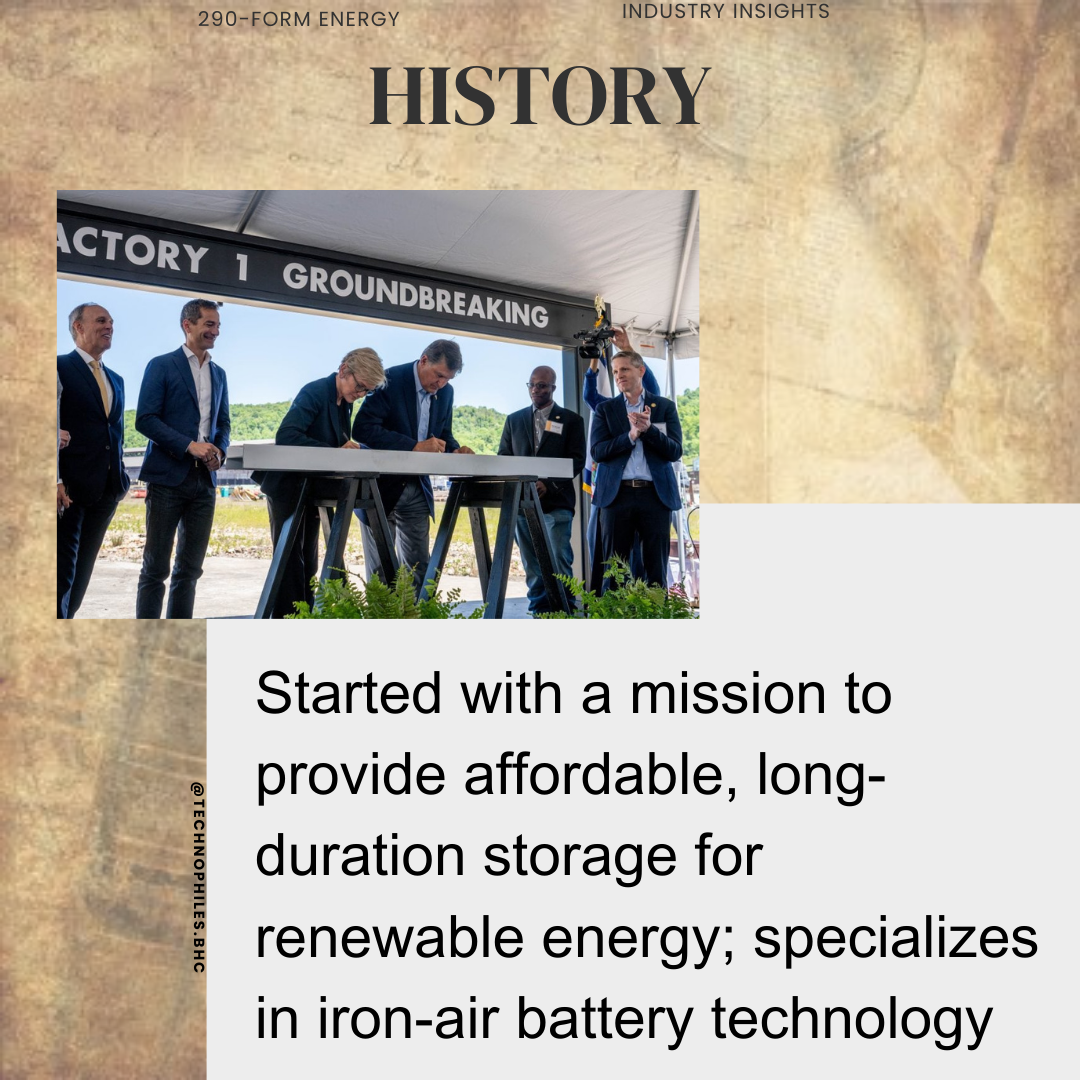 290-FORM ENERGY
INDUSTRY INSIGHTS
HISTORY
ACTORY 1 GROUNDBREAKING
Started with a mission to
provide affordable, long-
duration storage for
renewable energy; specializes
in iron-air battery technology
@TECHNOPHILES.BHC